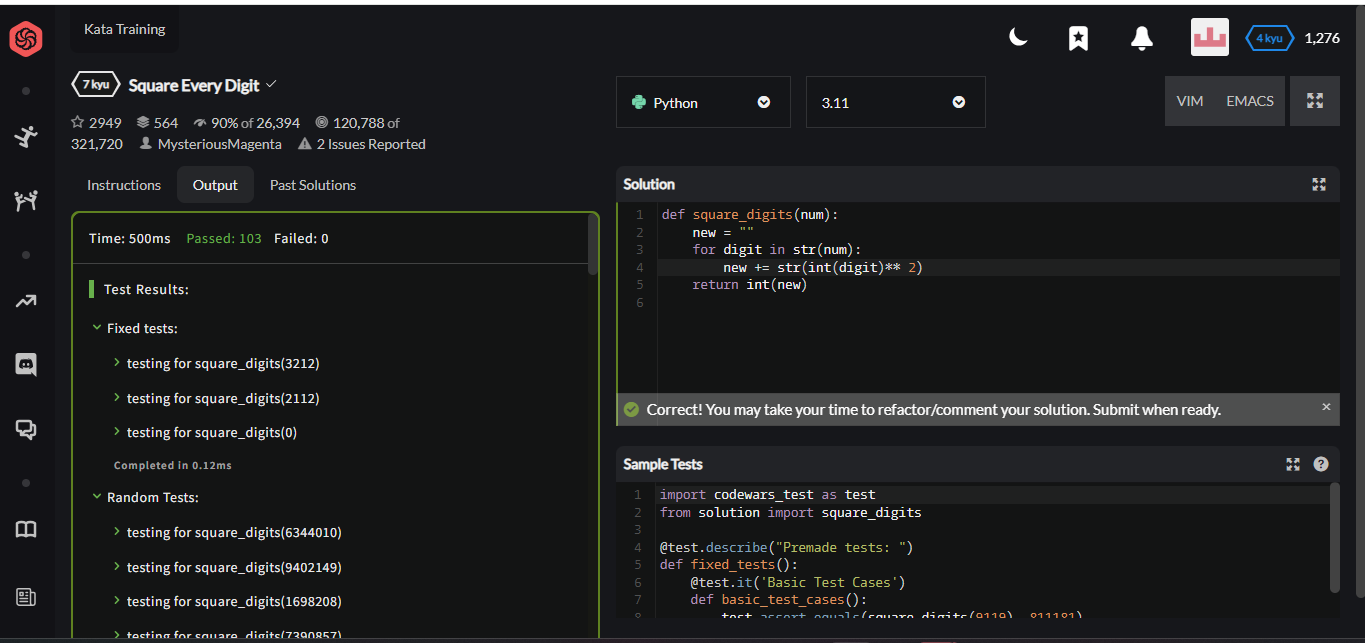 Kata Training
4 kyu 1,276
7 kyu Square Every Digit
2949 564 90% of 26,394 120,788 of
321,720 MysteriousMagenta 2 Issues Reported
Python 3.11 VIM EMACS
Instructions Output Past Solutions
Time: 500ms Passed: 103 Failed: 0
Test Results:
Fixed tests:
testing for square_digits(3212)
testing for square_digits(2112)
testing for square_digits(0)
Completed in 0.12ms
Random Tests:
testing for square_digits(6344010)
testing for square_digits(9402149)
testing for square_digits(1698208)
testing for square_digits(7390857)
Solution
1 def square_digits(num):
2     new = ""
3     for digit in str(num):
4         new += str(int(digit)** 2)
5     return int(new)
6
Correct! You may take your time to refactor/comment your solution. Submit when ready.
Sample Tests
1 import codewars_test as test
2 from solution import square_digits
3
4 @test.describe("Premade tests: ")
5 def fixed_tests():
6     @test.it('Basic Test Cases')
7     def basic_test_cases():
8         test.assert_equals(square_digits(9119), 811181)